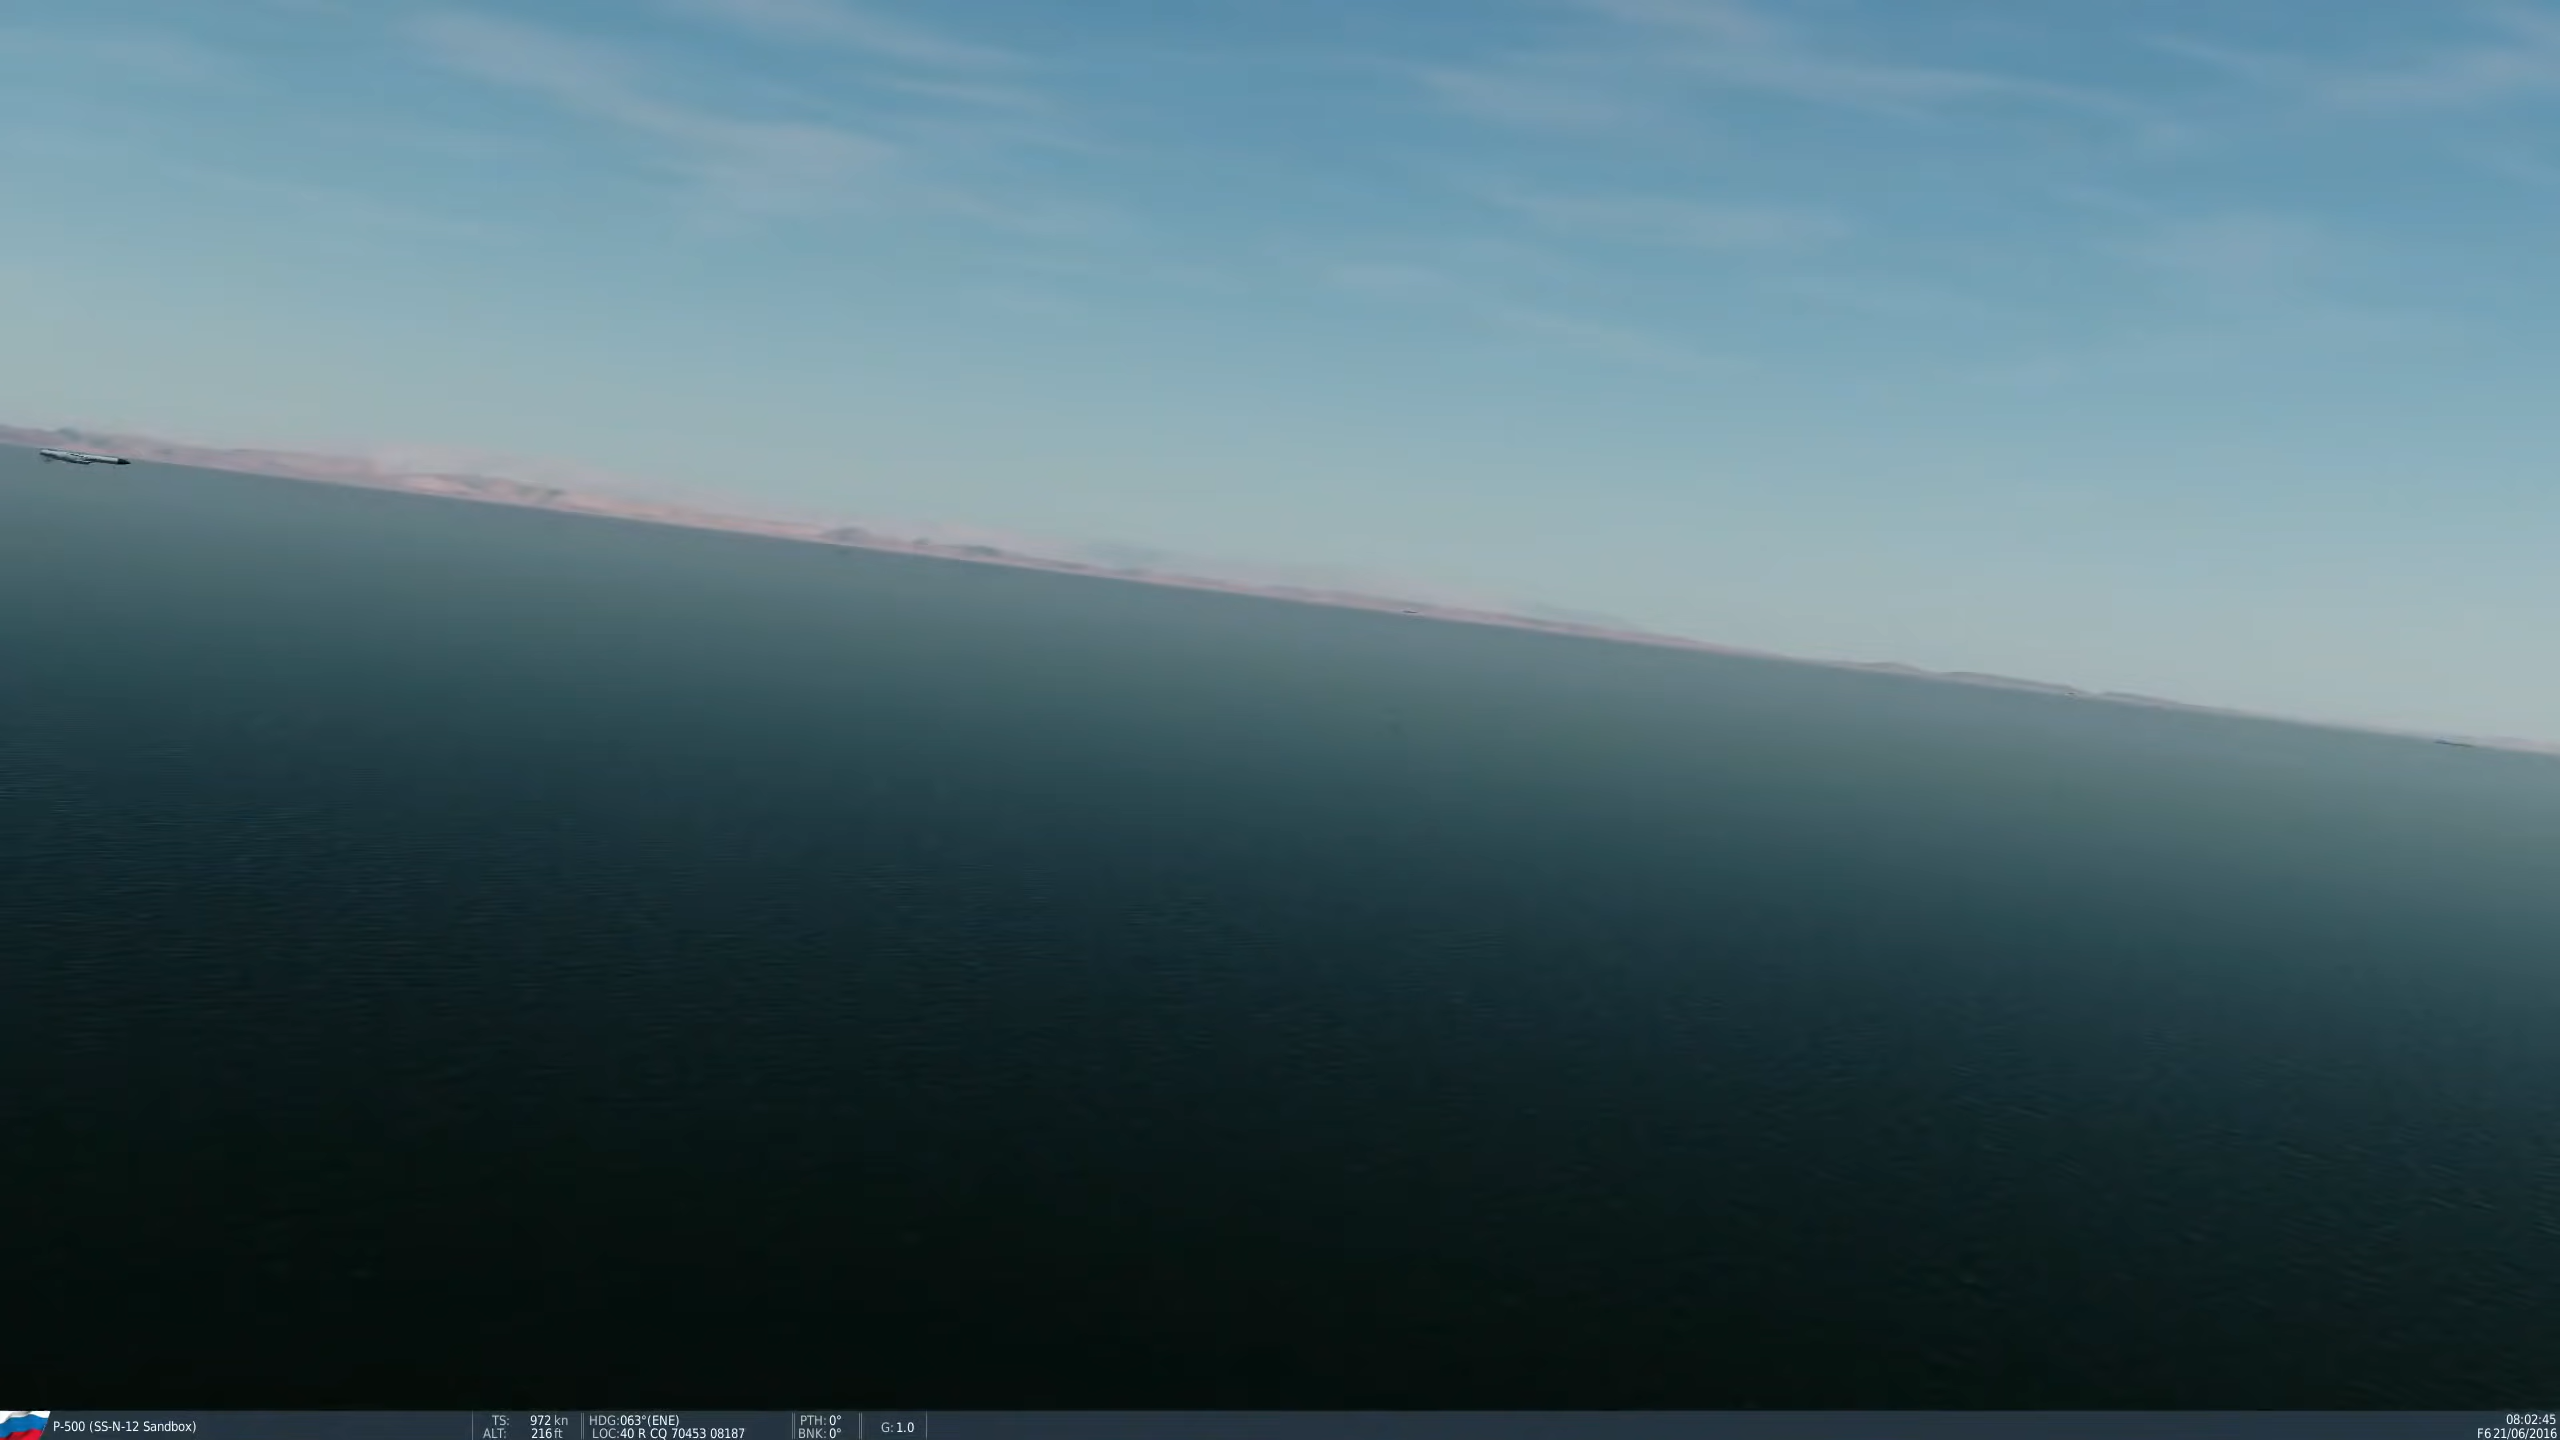 P-500 (SS-N-12 Sandbox)
TS: 972 kn
ALT: 216 ft
HDG:063°(ENE)
LOC:40 R CQ 70453 08187
PTH: 0°
BNK: 0°
G: 1.0
08:02:45
F6 21/06/2016